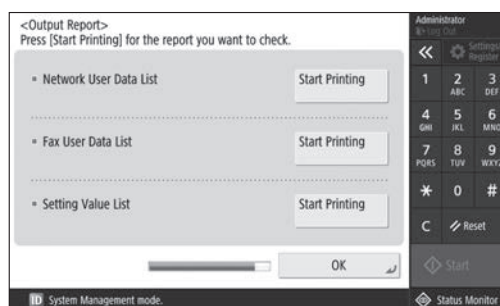 <Output Report>
Press [Start Printing] for the report you want to check.
Network User Data List
Start Printing
Fax User Data List
Start Printing
Setting Value List
Start Printing
OK
ID System Management mode.
Administrator
Log Out
Settings/
Register
1 2 3
ABC DEF
4 5 6
GHI JKL MNO
7 8 9
PQRS TUV WXYZ
* 0 #
C Reset
Start
Status Monitor